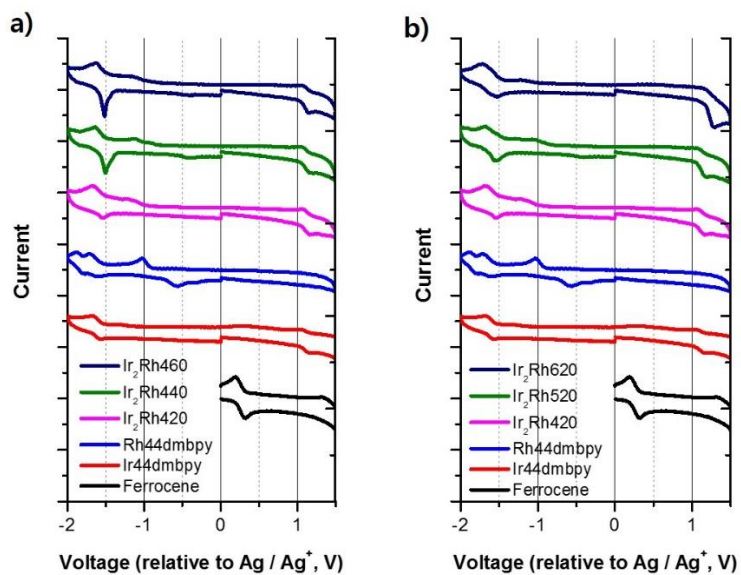 a)
Current
Ir₂Rh460
Ir₂Rh440
Ir₂Rh420
Rh44dmbpy
Ir44dmbpy
Ferrocene
-2 -1 0 1
Voltage (relative to Ag / Ag⁺, V)
b)
Current
Ir₂Rh620
Ir₂Rh520
Ir₂Rh420
Rh44dmbpy
Ir44dmbpy
Ferrocene
-2 -1 0 1
Voltage (relative to Ag / Ag⁺, V)